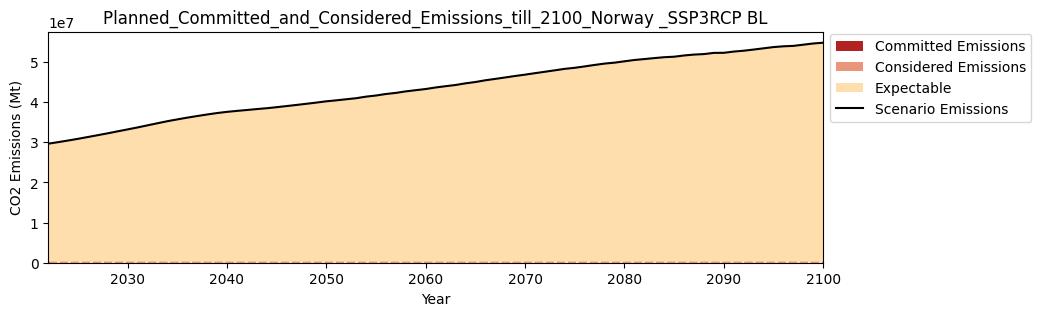 Planned_Committed_and_Considered_Emissions_till_2100_Norway _SSP3RCP BL
1e7
CO2 Emissions (Mt)
5
4
3
2
1
0
2030 2040 2050 2060 2070 2080 2090 2100
Year
Committed Emissions
Considered Emissions
Expectable
Scenario Emissions